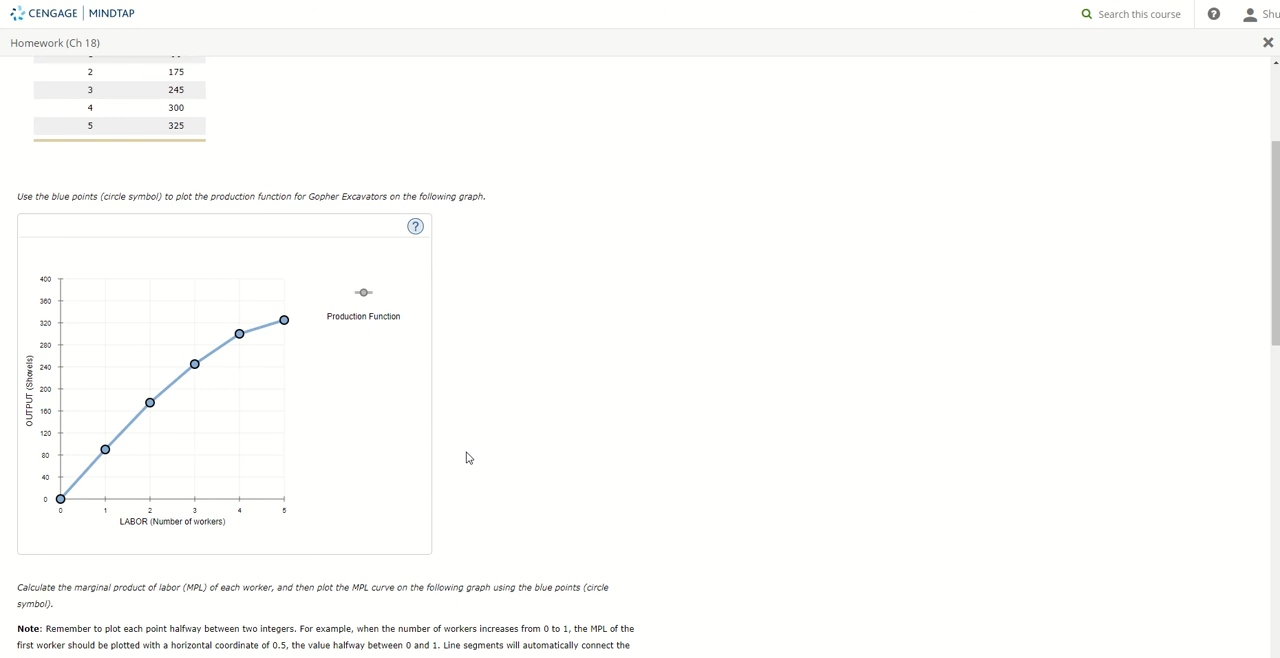 CENGAGE | MINDTAP
Search this course
Shu
Homework (Ch 18)
2 175
3 245
4 300
5 325
Use the blue points (circle symbol) to plot the production function for Gopher Excavators on the following graph.
?
400
360
320
280
240
200
160
120
80
40
0
OUTPUT (Shovels)
0 1 2 3 4 5
LABOR (Number of workers)
Production Function
Calculate the marginal product of labor (MPL) of each worker, and then plot the MPL curve on the following graph using the blue points (circle
symbol).
Note: Remember to plot each point halfway between two integers. For example, when the number of workers increases from 0 to 1, the MPL of the
first worker should be plotted with a horizontal coordinate of 0.5, the value halfway between 0 and 1. Line segments will automatically connect the